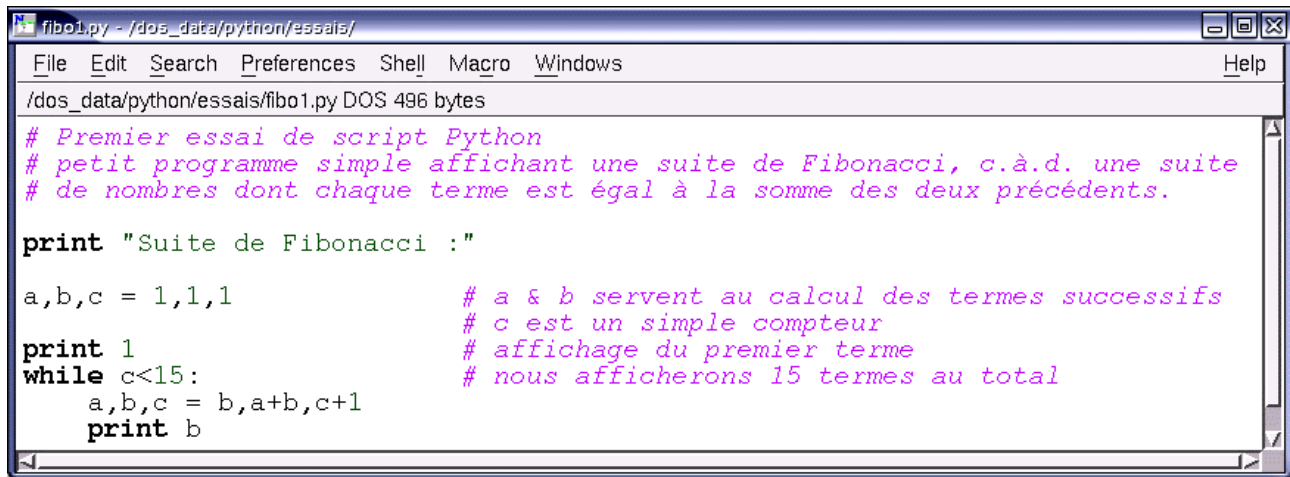 fibo1.py - /dos_data/python/essais/
File Edit Search Preferences Shell Macro Windows Help
/dos_data/python/essais/fibo1.py DOS 496 bytes
# Premier essai de script Python
# petit programme simple affichant une suite de Fibonacci, c.à.d. une suite
# de nombres dont chaque terme est égal à la somme des deux précédents.
print "Suite de Fibonacci :"
a,b,c = 1,1,1 # a & b servent au calcul des termes successifs
# c est un simple compteur
print 1 # affichage du premier terme
while c<15: # nous afficherons 15 termes au total
a,b,c = b,a+b,c+1
print b